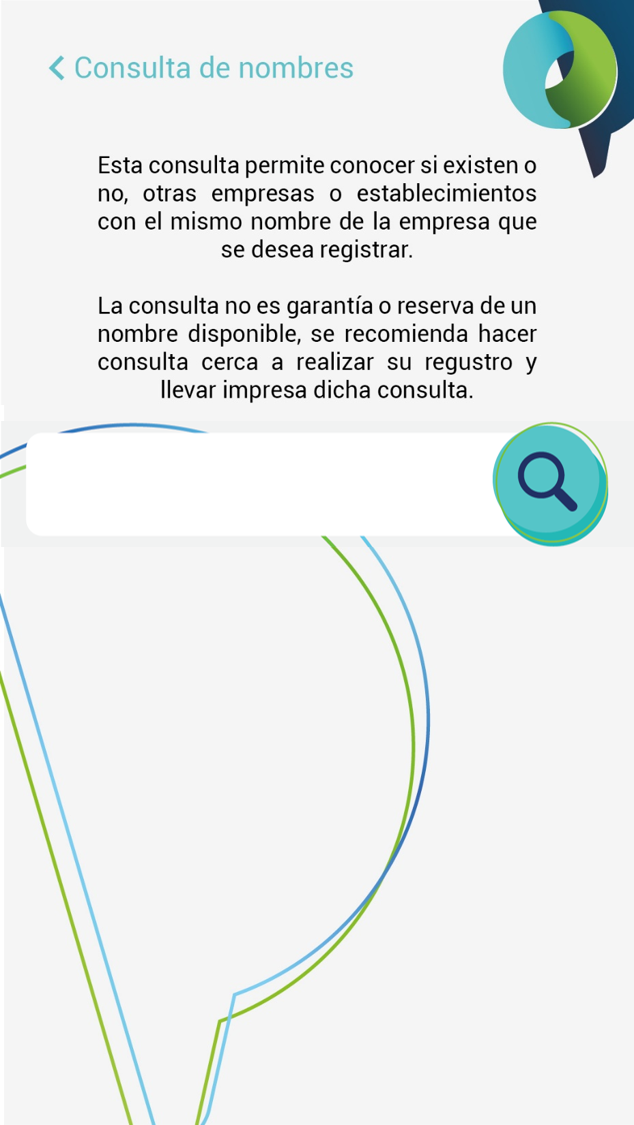 Consulta de nombres
Esta consulta permite conocer si existen o
no, otras empresas o establecimientos
con el mismo nombre de la empresa que
se desea registrar.
La consulta no es garantía o reserva de un
nombre disponible, se recomienda hacer
consulta cerca a realizar su regustro y
llevar impresa dicha consulta.